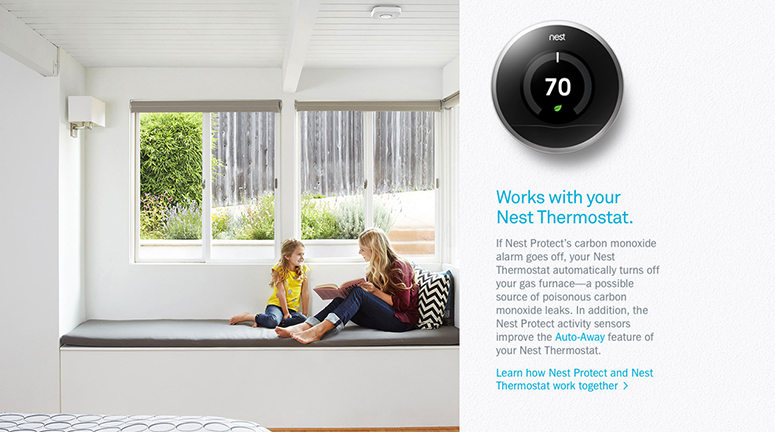 nest
70
Works with your
Nest Thermostat.
If Nest Protect's carbon monoxide
alarm goes off, your Nest
Thermostat automatically turns off
your gas furnace—a possible
source of poisonous carbon
monoxide leaks. In addition, the
Nest Protect activity sensors
improve the Auto-Away feature of
your Nest Thermostat.
Learn how Nest Protect and Nest
Thermostat work together >